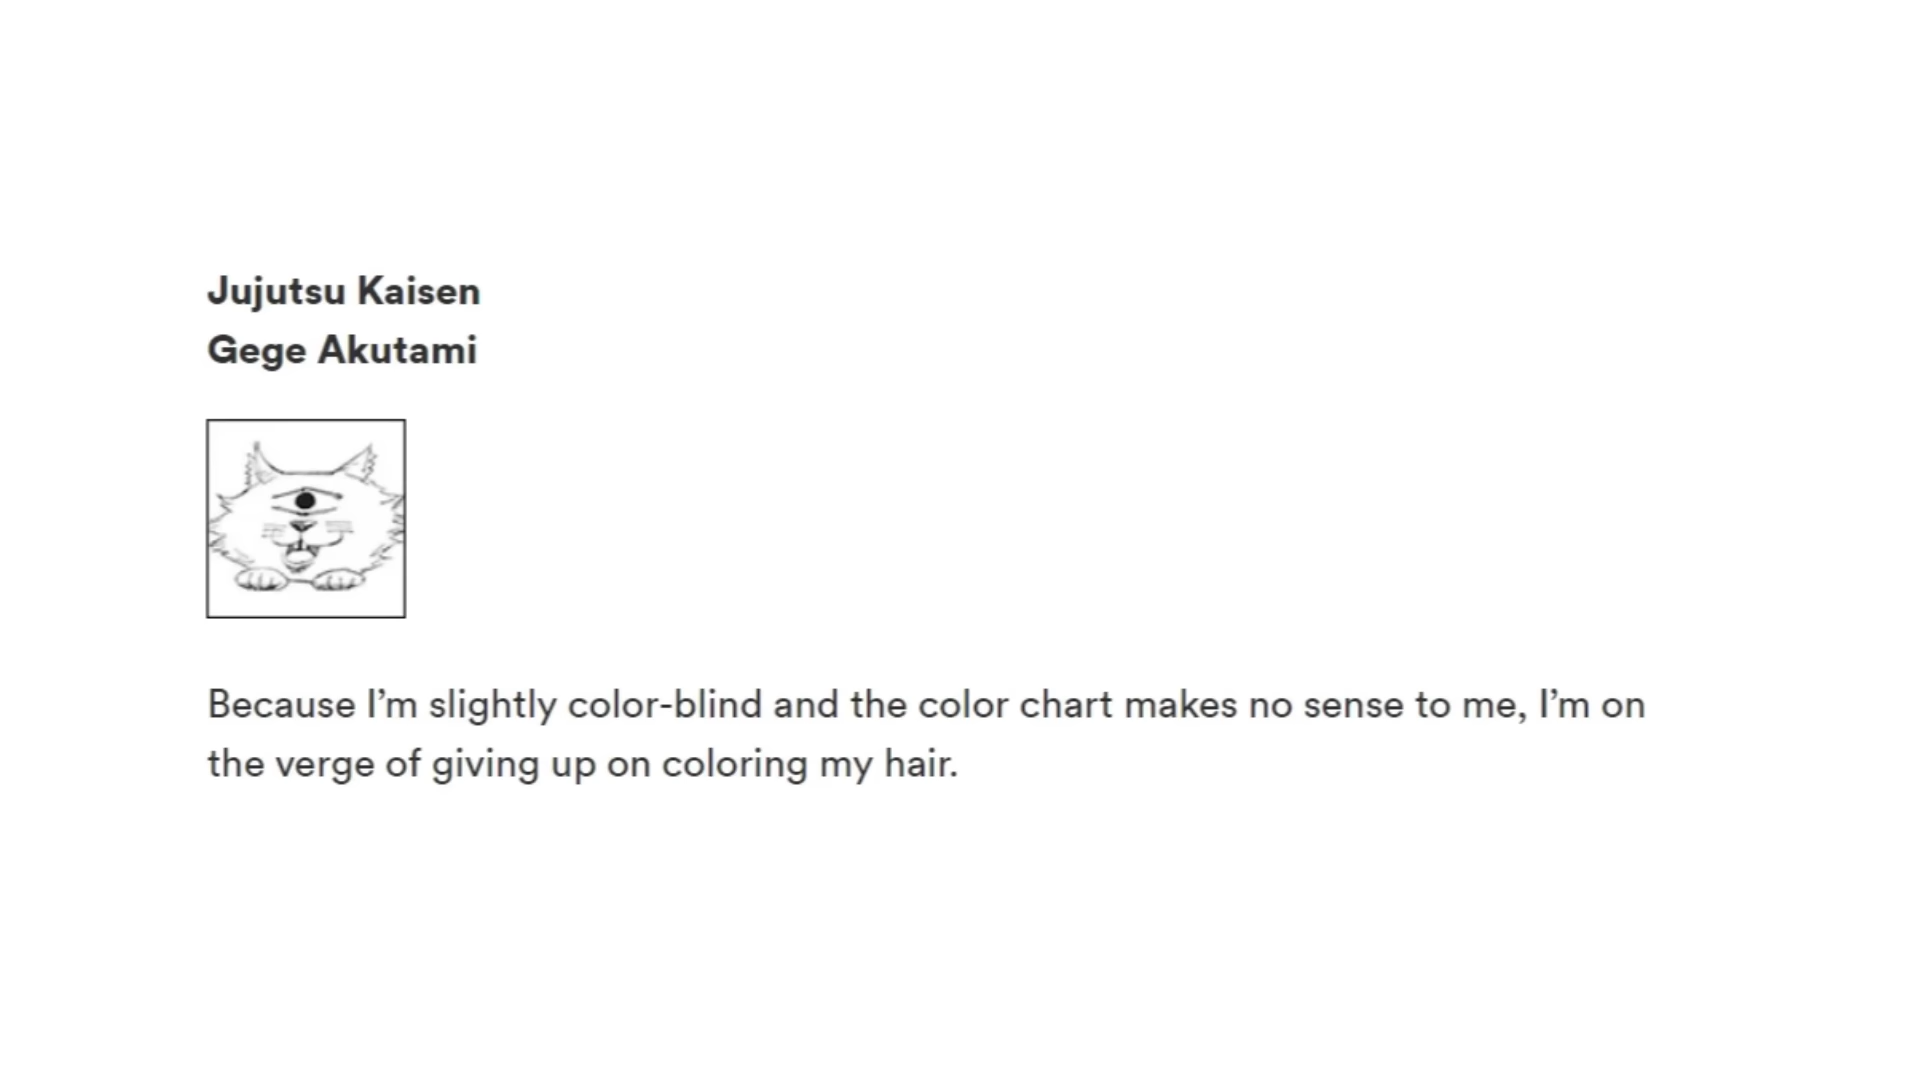 Jujutsu Kaisen
Gege Akutami
Because I’m slightly color-blind and the color chart makes no sense to me, I’m on
the verge of giving up on coloring my hair.